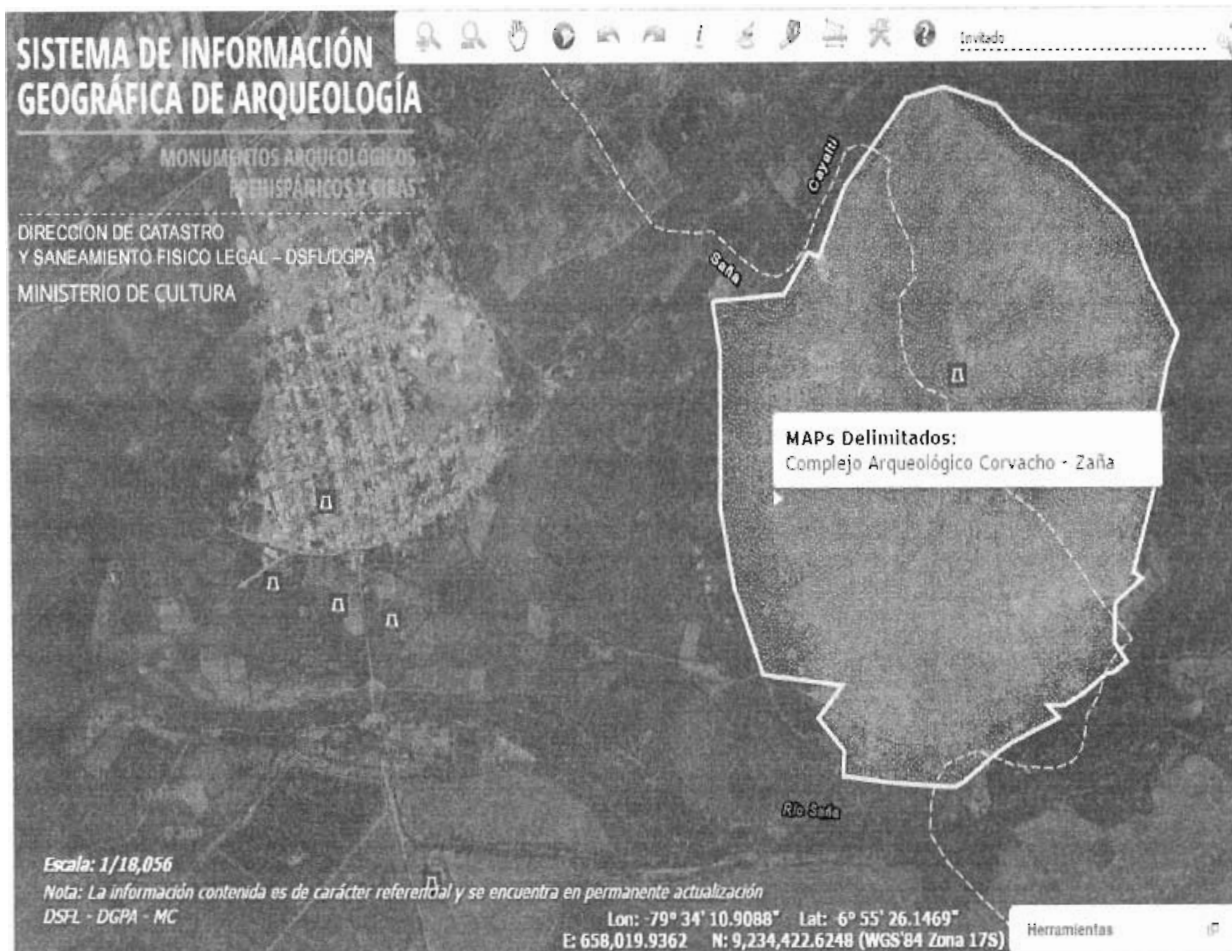 SISTEMA DE INFORMACIÓN
GEOGRÁFICA DE ARQUEOLOGÍA
MONUMENTOS ARQUEOLÓGICOS
PREHISPÁNICOS Y CIRAS
DIRECCION DE CATASTRO
Y SANEAMIENTO FISICO LEGAL - DSFL/DGPA
MINISTERIO DE CULTURA
Invitado
Cayalti
Saña
MAPs Delimitados:
Complejo Arqueológico Corvacho - Zaña
Río Saña
Escala: 1/18,056
Nota: La información contenida es de carácter referencial y se encuentra en permanente actualización
DSFL - DGPA - MC
Lon: -79° 34' 10.9088" Lat: -6° 55' 26.1469"
E: 658,019.9362 N: 9,234,422.6248 (WGS'84 Zona 17S)
Herramientas